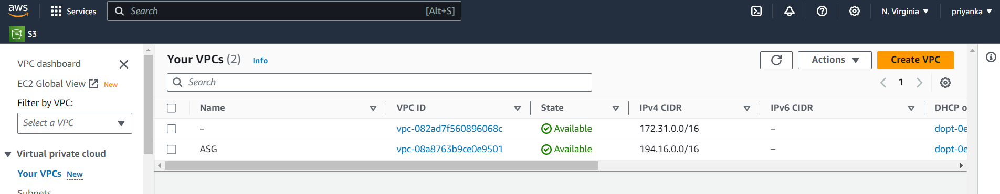 aws Services Search [Alt+S] N. Virginia priyanka
S3
VPC dashboard
EC2 Global View New
Filter by VPC:
Select a VPC
Virtual private cloud
Your VPCs New
Subnets
Your VPCs (2) Info Actions Create VPC
Search 1
Name VPC ID State IPv4 CIDR IPv6 CIDR DHCP o
– vpc-082ad7f560896068c Available 172.31.0.0/16 – dopt-0e
ASG vpc-08a8763b9ce0e9501 Available 194.16.0.0/16 – dopt-0e